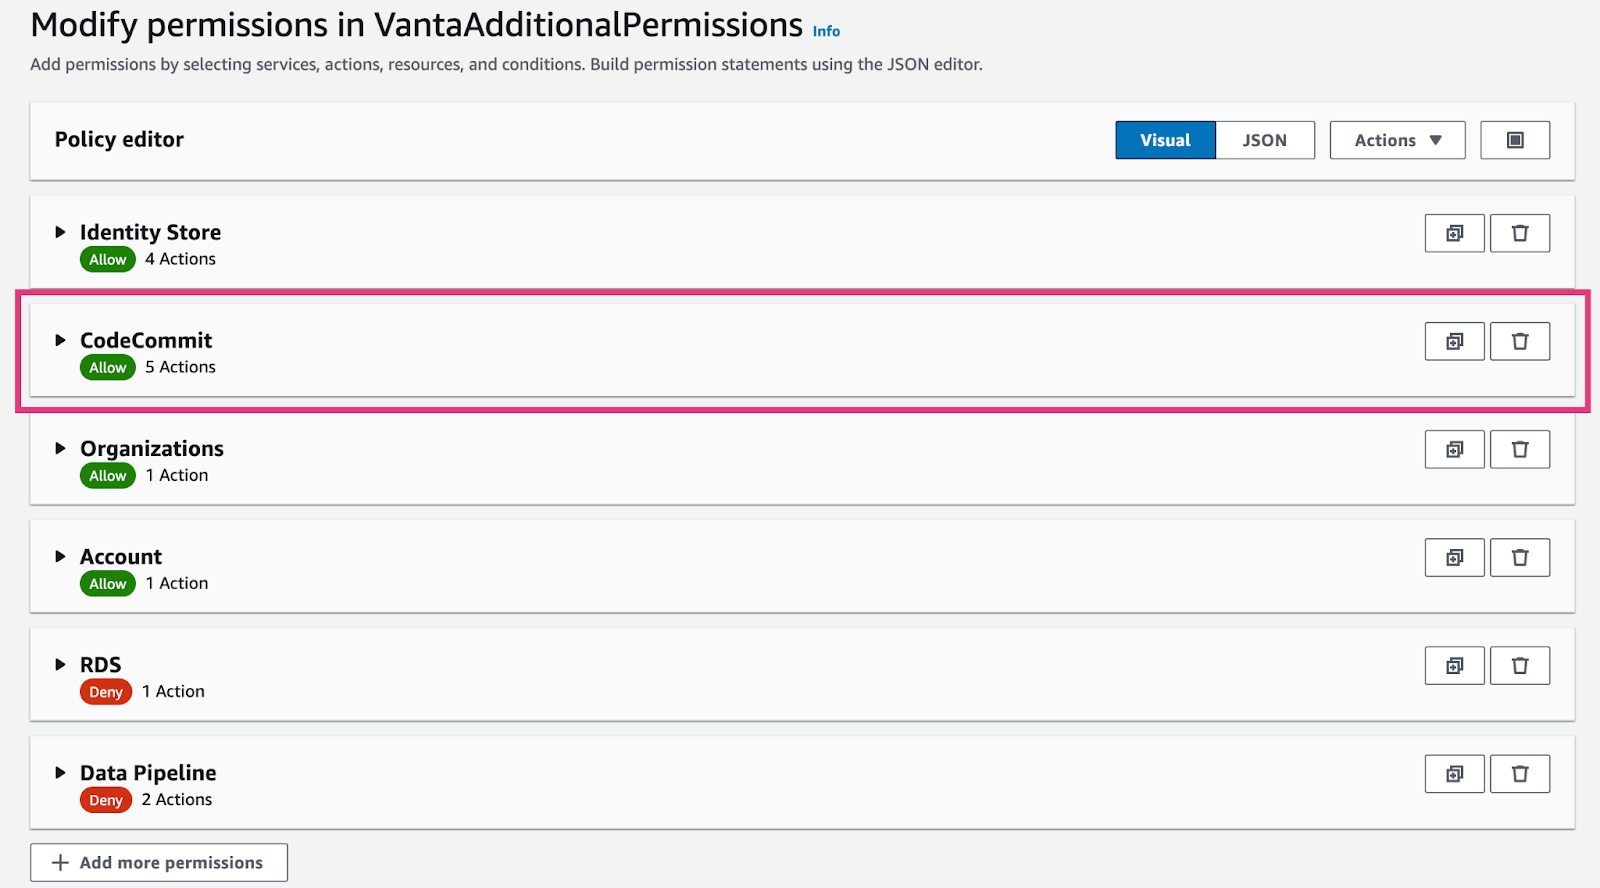 Modify permissions in VantaAdditionalPermissions Info
Add permissions by selecting services, actions, resources, and conditions. Build permission statements using the JSON editor.
Policy editor
Visual JSON Actions
Identity Store
Allow 4 Actions
CodeCommit
Allow 5 Actions
Organizations
Allow 1 Action
Account
Allow 1 Action
RDS
Deny 1 Action
Data Pipeline
Deny 2 Actions
Add more permissions